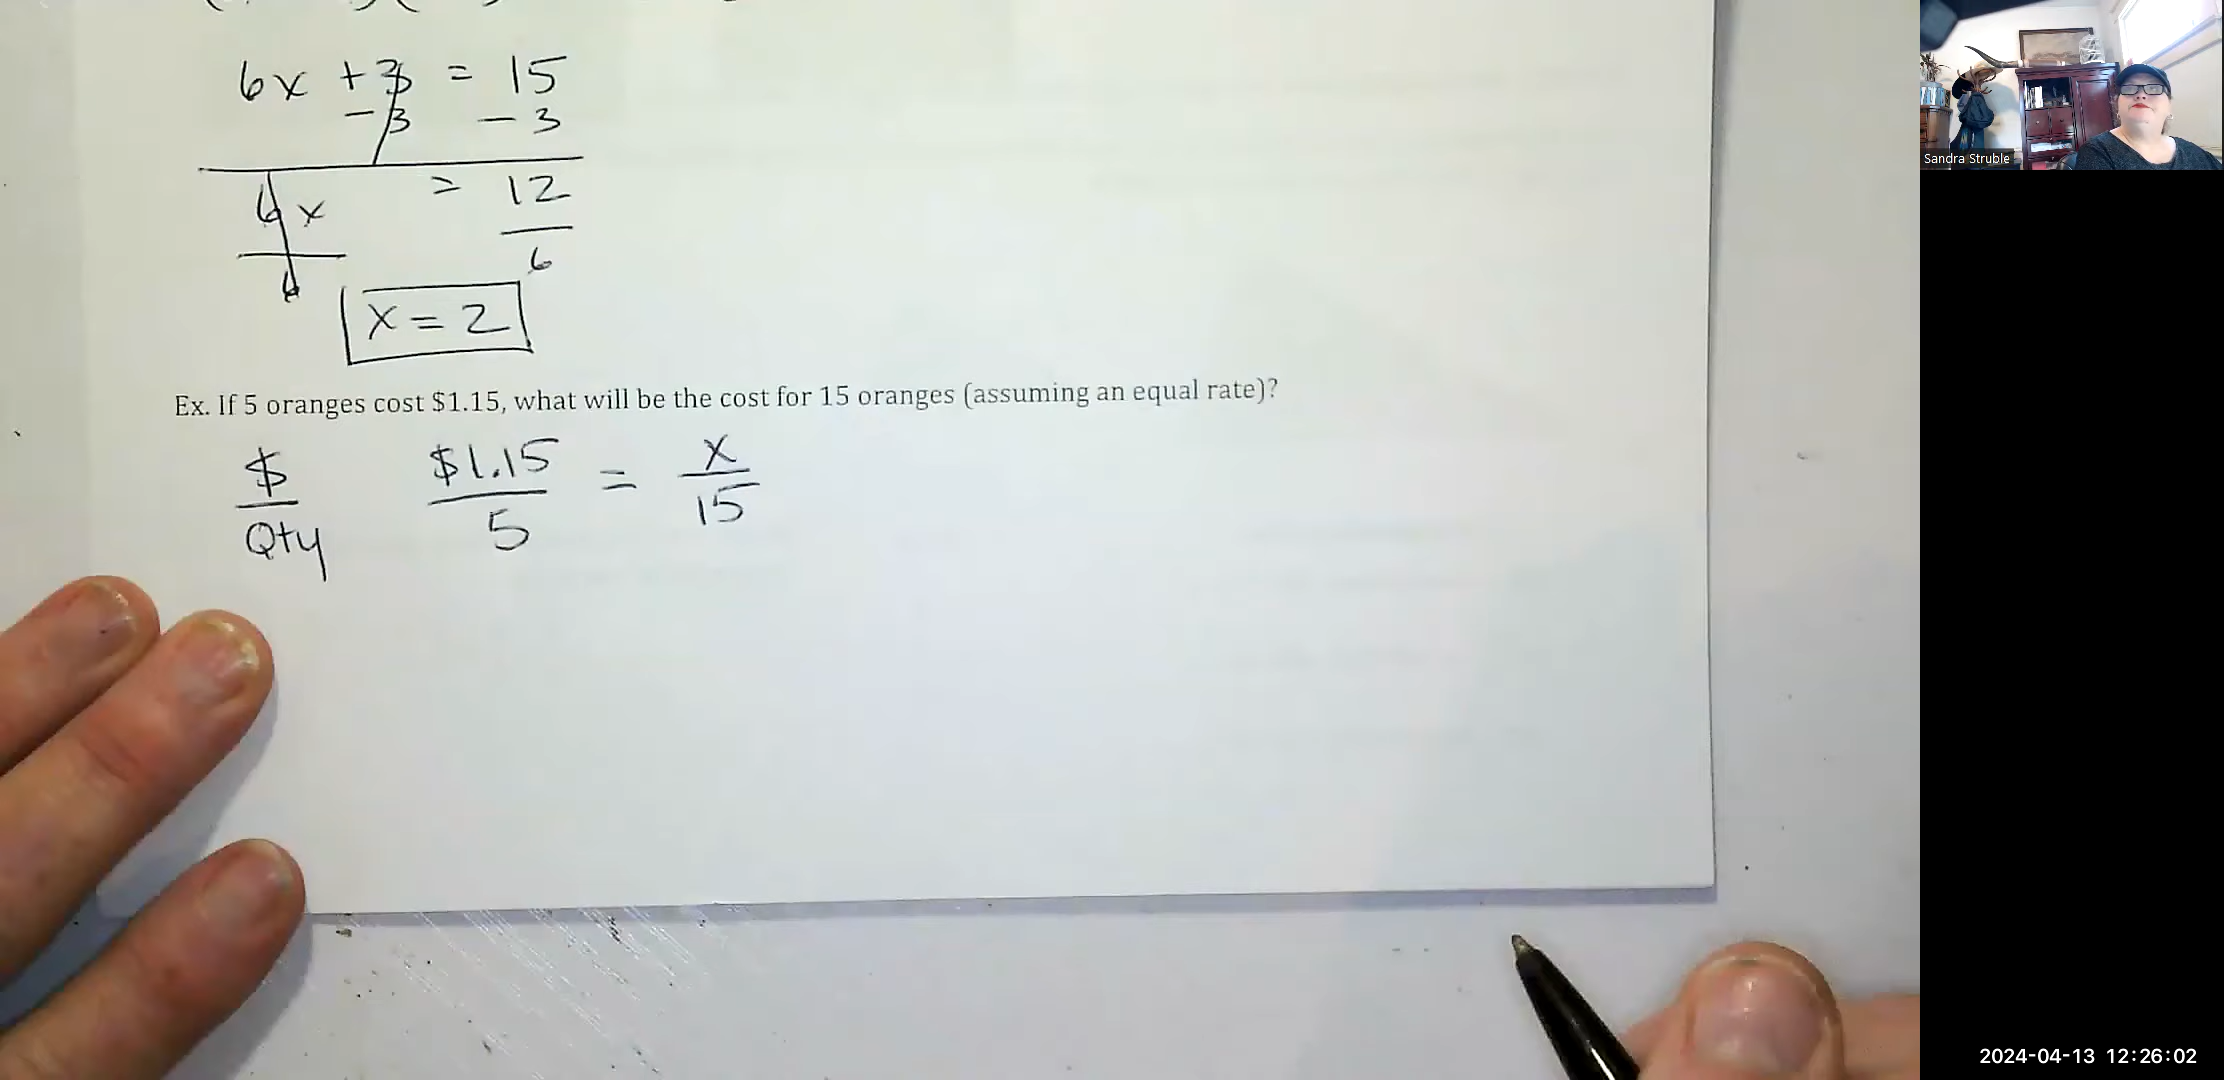 6x + 3 = 15
- 3 - 3
6x = 12
6 6
x = 2
Ex. If 5 oranges cost $1.15, what will be the cost for 15 oranges (assuming an equal rate)?
$ $1.15 = x
Qty 5 15
Sandra Struble
2024-04-13 12:26:02